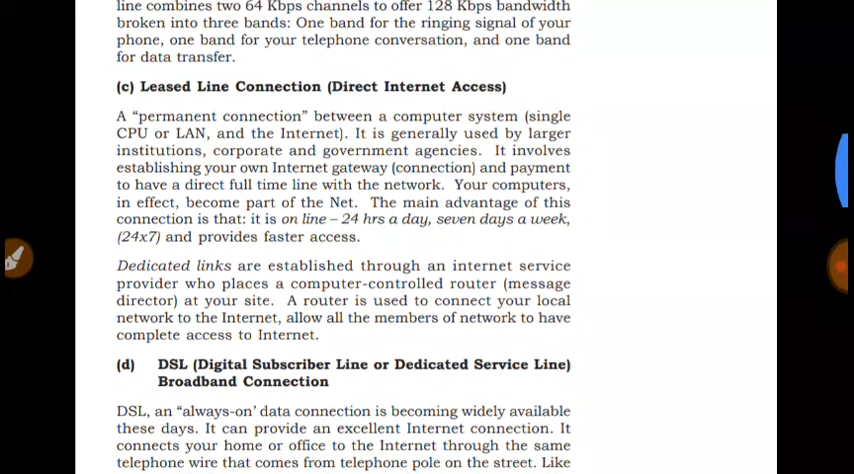 line combines two 64 Kbps channels to offer 128 Kbps bandwidth
broken into three bands: One band for the ringing signal of your
phone, one band for your telephone conversation, and one band
for data transfer.
(c) Leased Line Connection (Direct Internet Access)
A “permanent connection” between a computer system (single
CPU or LAN, and the Internet). It is generally used by larger
institutions, corporate and government agencies. It involves
establishing your own Internet gateway (connection) and payment
to have a direct full time line with the network. Your computers,
in effect, become part of the Net. The main advantage of this
connection is that: it is on line – 24 hrs a day, seven days a week,
(24x7) and provides faster access.
Dedicated links are established through an internet service
provider who places a computer-controlled router (message
director) at your site. A router is used to connect your local
network to the Internet, allow all the members of network to have
complete access to Internet.
(d) DSL (Digital Subscriber Line or Dedicated Service Line)
Broadband Connection
DSL, an “always-on’ data connection is becoming widely available
these days. It can provide an excellent Internet connection. It
connects your home or office to the Internet through the same
telephone wire that comes from telephone pole on the street. Like